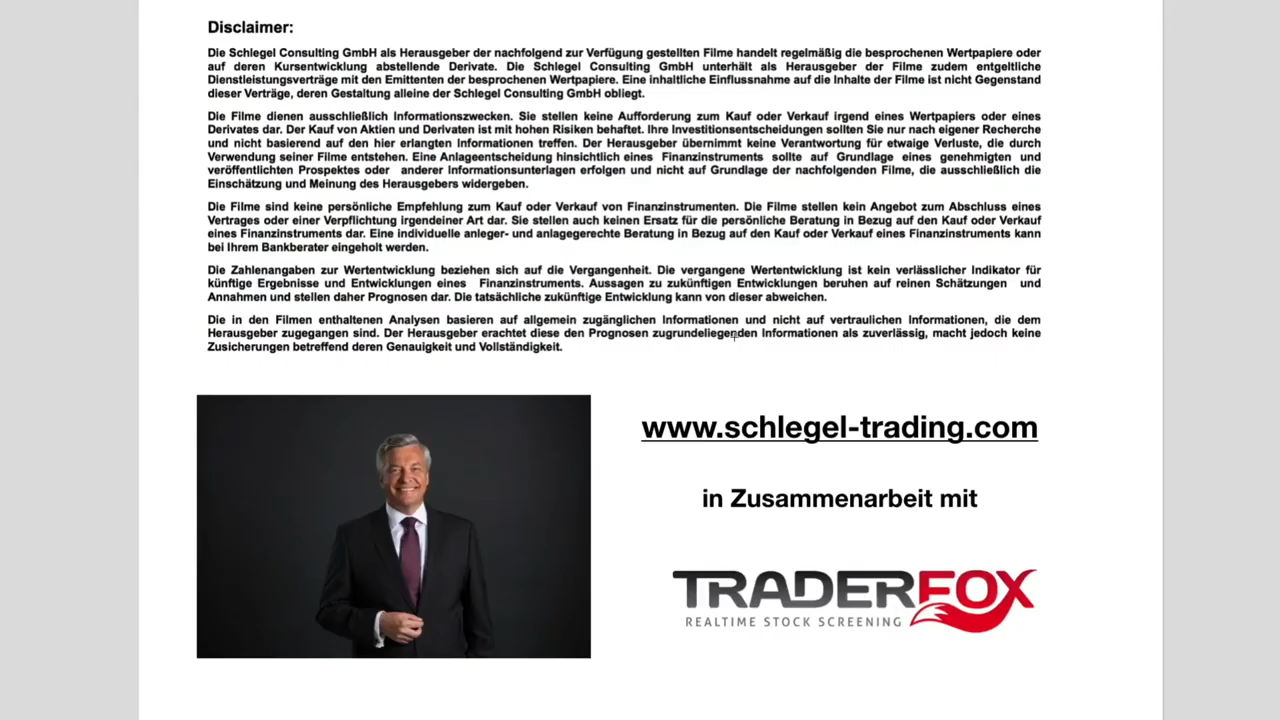 Disclaimer:
Die Schlegel Consulting GmbH als Herausgeber der nachfolgend zur Verfügung gestellten Filme handelt regelmäßig die besprochenen Wertpapiere oder
auf deren Kursentwicklung abstellende Derivate. Die Schlegel Consulting GmbH unterhält als Herausgeber der Filme zudem entgeltliche
Dienstleistungsverträge mit den Emittenten der besprochenen Wertpapiere. Eine inhaltliche Einflussnahme auf die Inhalte der Filme ist nicht Gegenstand
dieser Verträge, deren Gestaltung alleine der Schlegel Consulting GmbH obliegt.
Die Filme dienen ausschließlich Informationszwecken. Sie stellen keine Aufforderung zum Kauf oder Verkauf irgend eines Wertpapiers oder eines
Derivates dar. Der Kauf von Aktien und Derivaten ist mit hohen Risiken behaftet. Ihre Investitionsentscheidungen sollten Sie nur nach eigener Recherche
und nicht basierend auf den hier erlangten Informationen treffen. Der Herausgeber übernimmt keine Verantwortung für etwaige Verluste, die durch
Verwendung seiner Filme entstehen. Eine Anlageentscheidung hinsichtlich eines Finanzinstruments sollte auf Grundlage eines genehmigten und
veröffentlichten Prospektes oder anderer Informationsunterlagen erfolgen und nicht auf Grundlage der nachfolgenden Filme, die ausschließlich die
Einschätzung und Meinung des Herausgebers widergeben.
Die Filme sind keine persönliche Empfehlung zum Kauf oder Verkauf von Finanzinstrumenten. Die Filme stellen kein Angebot zum Abschluss eines
Vertrages oder einer Verpflichtung irgendeiner Art dar. Sie stellen auch keinen Ersatz für die persönliche Beratung in Bezug auf den Kauf oder Verkauf
eines Finanzinstruments dar. Eine individuelle anleger- und anlagegerechte Beratung in Bezug auf den Kauf oder Verkauf eines Finanzinstruments kann
bei Ihrem Bankberater eingeholt werden.
Die Zahlenangaben zur Wertentwicklung beziehen sich auf die Vergangenheit. Die vergangene Wertentwicklung ist kein verlässlicher Indikator für
künftige Ergebnisse und Entwicklungen eines Finanzinstruments. Aussagen zu zukünftigen Entwicklungen beruhen auf reinen Schätzungen und
Annahmen und stellen daher Prognosen dar. Die tatsächliche zukünftige Entwicklung kann von dieser abweichen.
Die in den Filmen enthaltenen Analysen basieren auf allgemein zugänglichen Informationen und nicht auf vertraulichen Informationen, die dem
Herausgeber zugegangen sind. Der Herausgeber erachtet diese den Prognosen zugrundeliegenden Informationen als zuverlässig, macht jedoch keine
Zusicherungen betreffend deren Genauigkeit und Vollständigkeit.
www.schlegel-trading.com
in Zusammenarbeit mit
TRADERFOX
REALTIME STOCK SCREENING